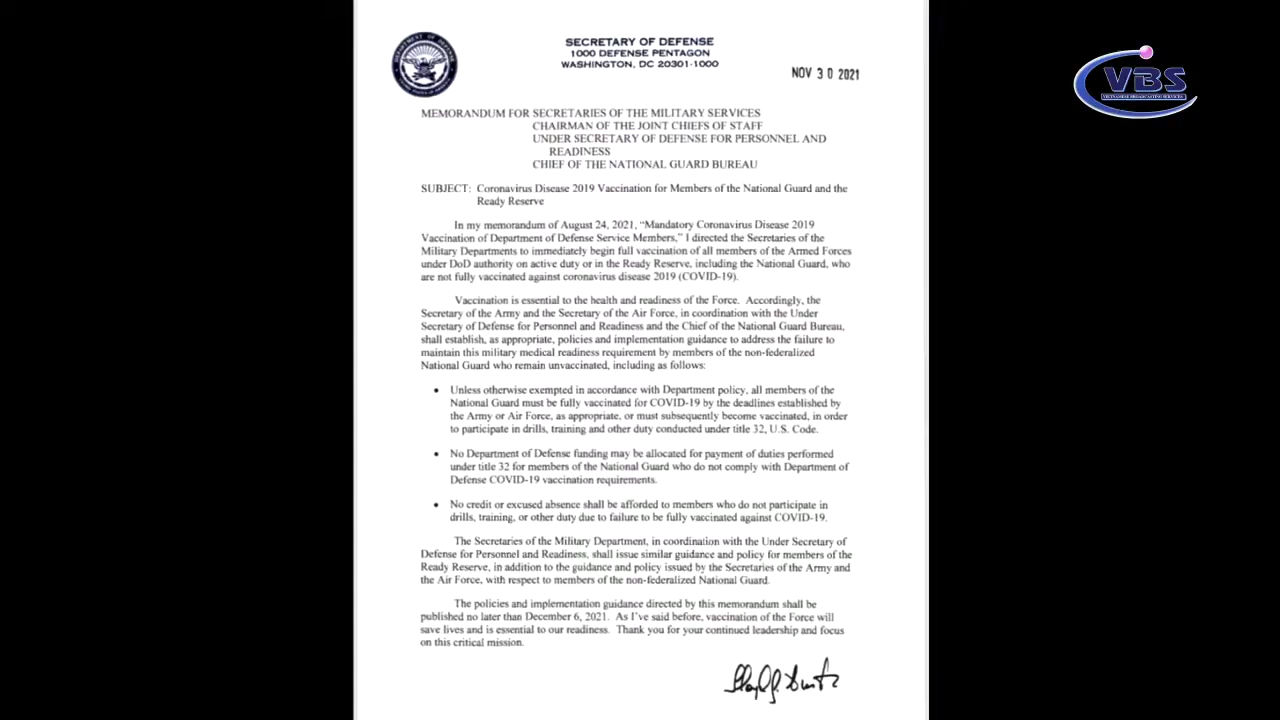 SECRETARY OF DEFENSE
1000 DEFENSE PENTAGON
WASHINGTON, DC 20301-1000
NOV 30 2021
VBS
VIETNAMESE BROADCASTING SERVICES
MEMORANDUM FOR SECRETARIES OF THE MILITARY SERVICES
CHAIRMAN OF THE JOINT CHIEFS OF STAFF
UNDER SECRETARY OF DEFENSE FOR PERSONNEL AND
READINESS
CHIEF OF THE NATIONAL GUARD BUREAU
SUBJECT: Coronavirus Disease 2019 Vaccination for Members of the National Guard and the
Ready Reserve
In my memorandum of August 24, 2021, “Mandatory Coronavirus Disease 2019
Vaccination of Department of Defense Service Members,” I directed the Secretaries of the
Military Departments to immediately begin full vaccination of all members of the Armed Forces
under DoD authority on active duty or in the Ready Reserve, including the National Guard, who
are not fully vaccinated against coronavirus disease 2019 (COVID-19).
Vaccination is essential to the health and readiness of the Force. Accordingly, the
Secretary of the Army and the Secretary of the Air Force, in coordination with the Under
Secretary of Defense for Personnel and Readiness and the Chief of the National Guard Bureau,
shall establish, as appropriate, policies and implementation guidance to address the failure to
maintain this military medical readiness requirement by members of the non-federalized
National Guard who remain unvaccinated, including as follows:
• Unless otherwise exempted in accordance with Department policy, all members of the
National Guard must be fully vaccinated for COVID-19 by the deadlines established by
the Army or Air Force, as appropriate, or must subsequently become vaccinated, in order
to participate in drills, training and other duty conducted under title 32, U.S. Code.
• No Department of Defense funding may be allocated for payment of duties performed
under title 32 for members of the National Guard who do not comply with Department of
Defense COVID-19 vaccination requirements.
• No credit or excused absence shall be afforded to members who do not participate in
drills, training, or other duty due to failure to be fully vaccinated against COVID-19.
The Secretaries of the Military Department, in coordination with the Under Secretary of
Defense for Personnel and Readiness, shall issue similar guidance and policy for members of the
Ready Reserve, in addition to the guidance and policy issued by the Secretaries of the Army and
the Air Force, with respect to members of the non-federalized National Guard.
The policies and implementation guidance directed by this memorandum shall be
published no later than December 6, 2021. As I’ve said before, vaccination of the Force will
save lives and is essential to our readiness. Thank you for your continued leadership and focus
on this critical mission.